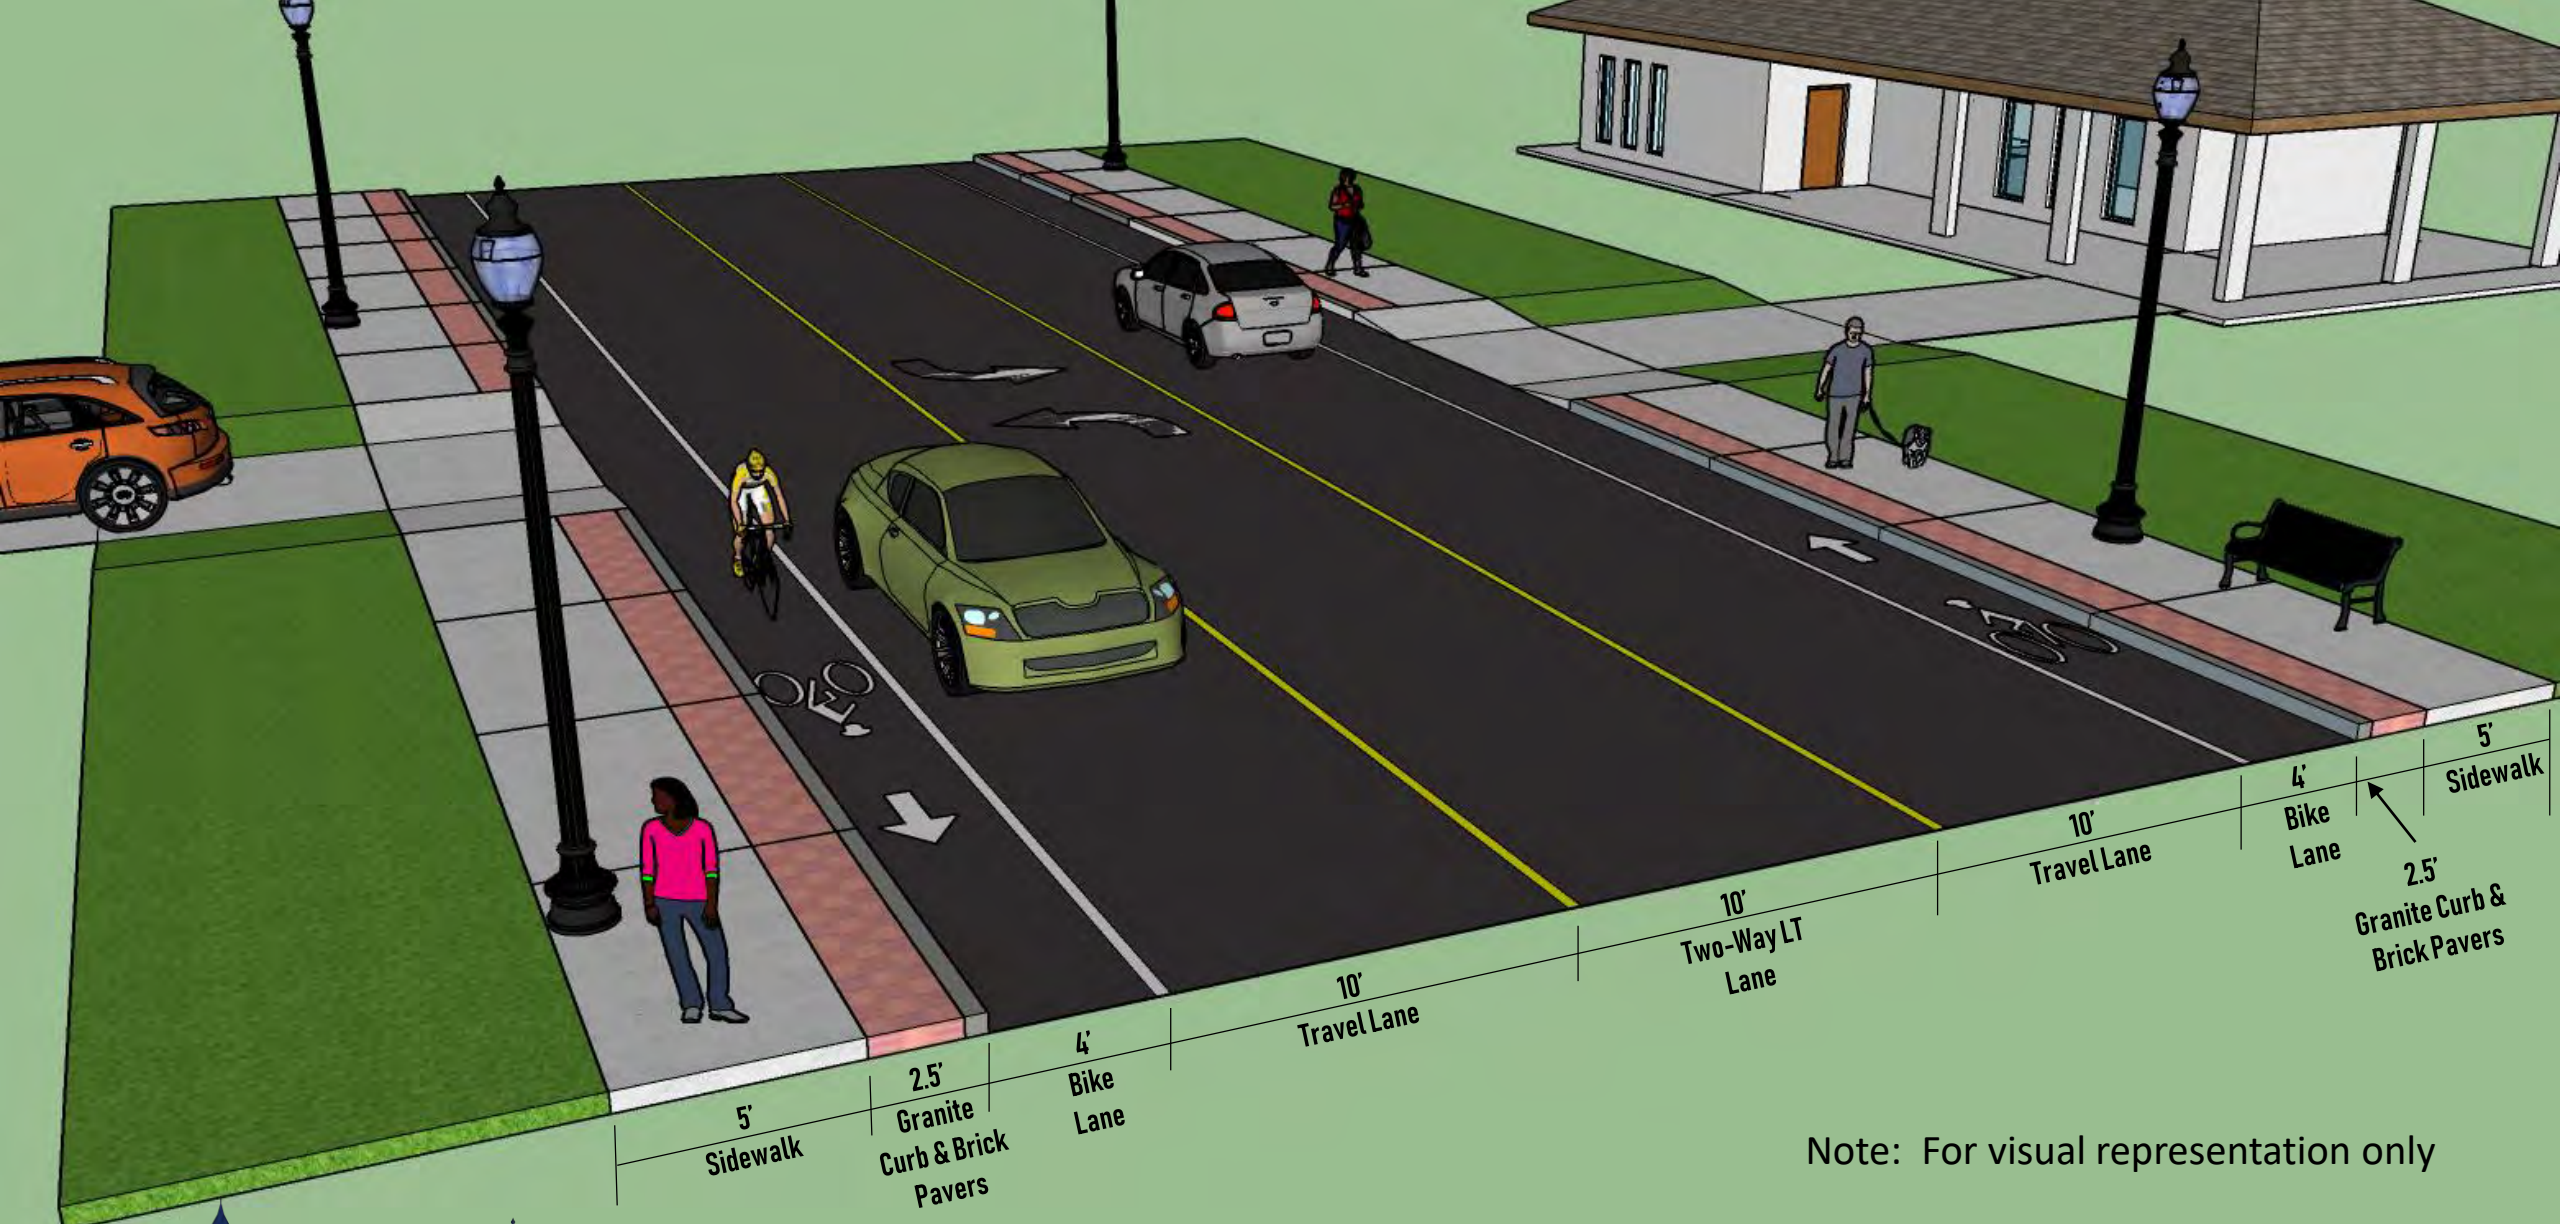 5'
Sidewalk
2.5'
Granite
Curb & Brick
Pavers
4'
Bike
Lane
10'
Travel Lane
10'
Two-Way LT
Lane
10'
Travel Lane
4'
Bike
Lane
2.5'
Granite Curb &
Brick Pavers
5'
Sidewalk
Note: For visual representation only